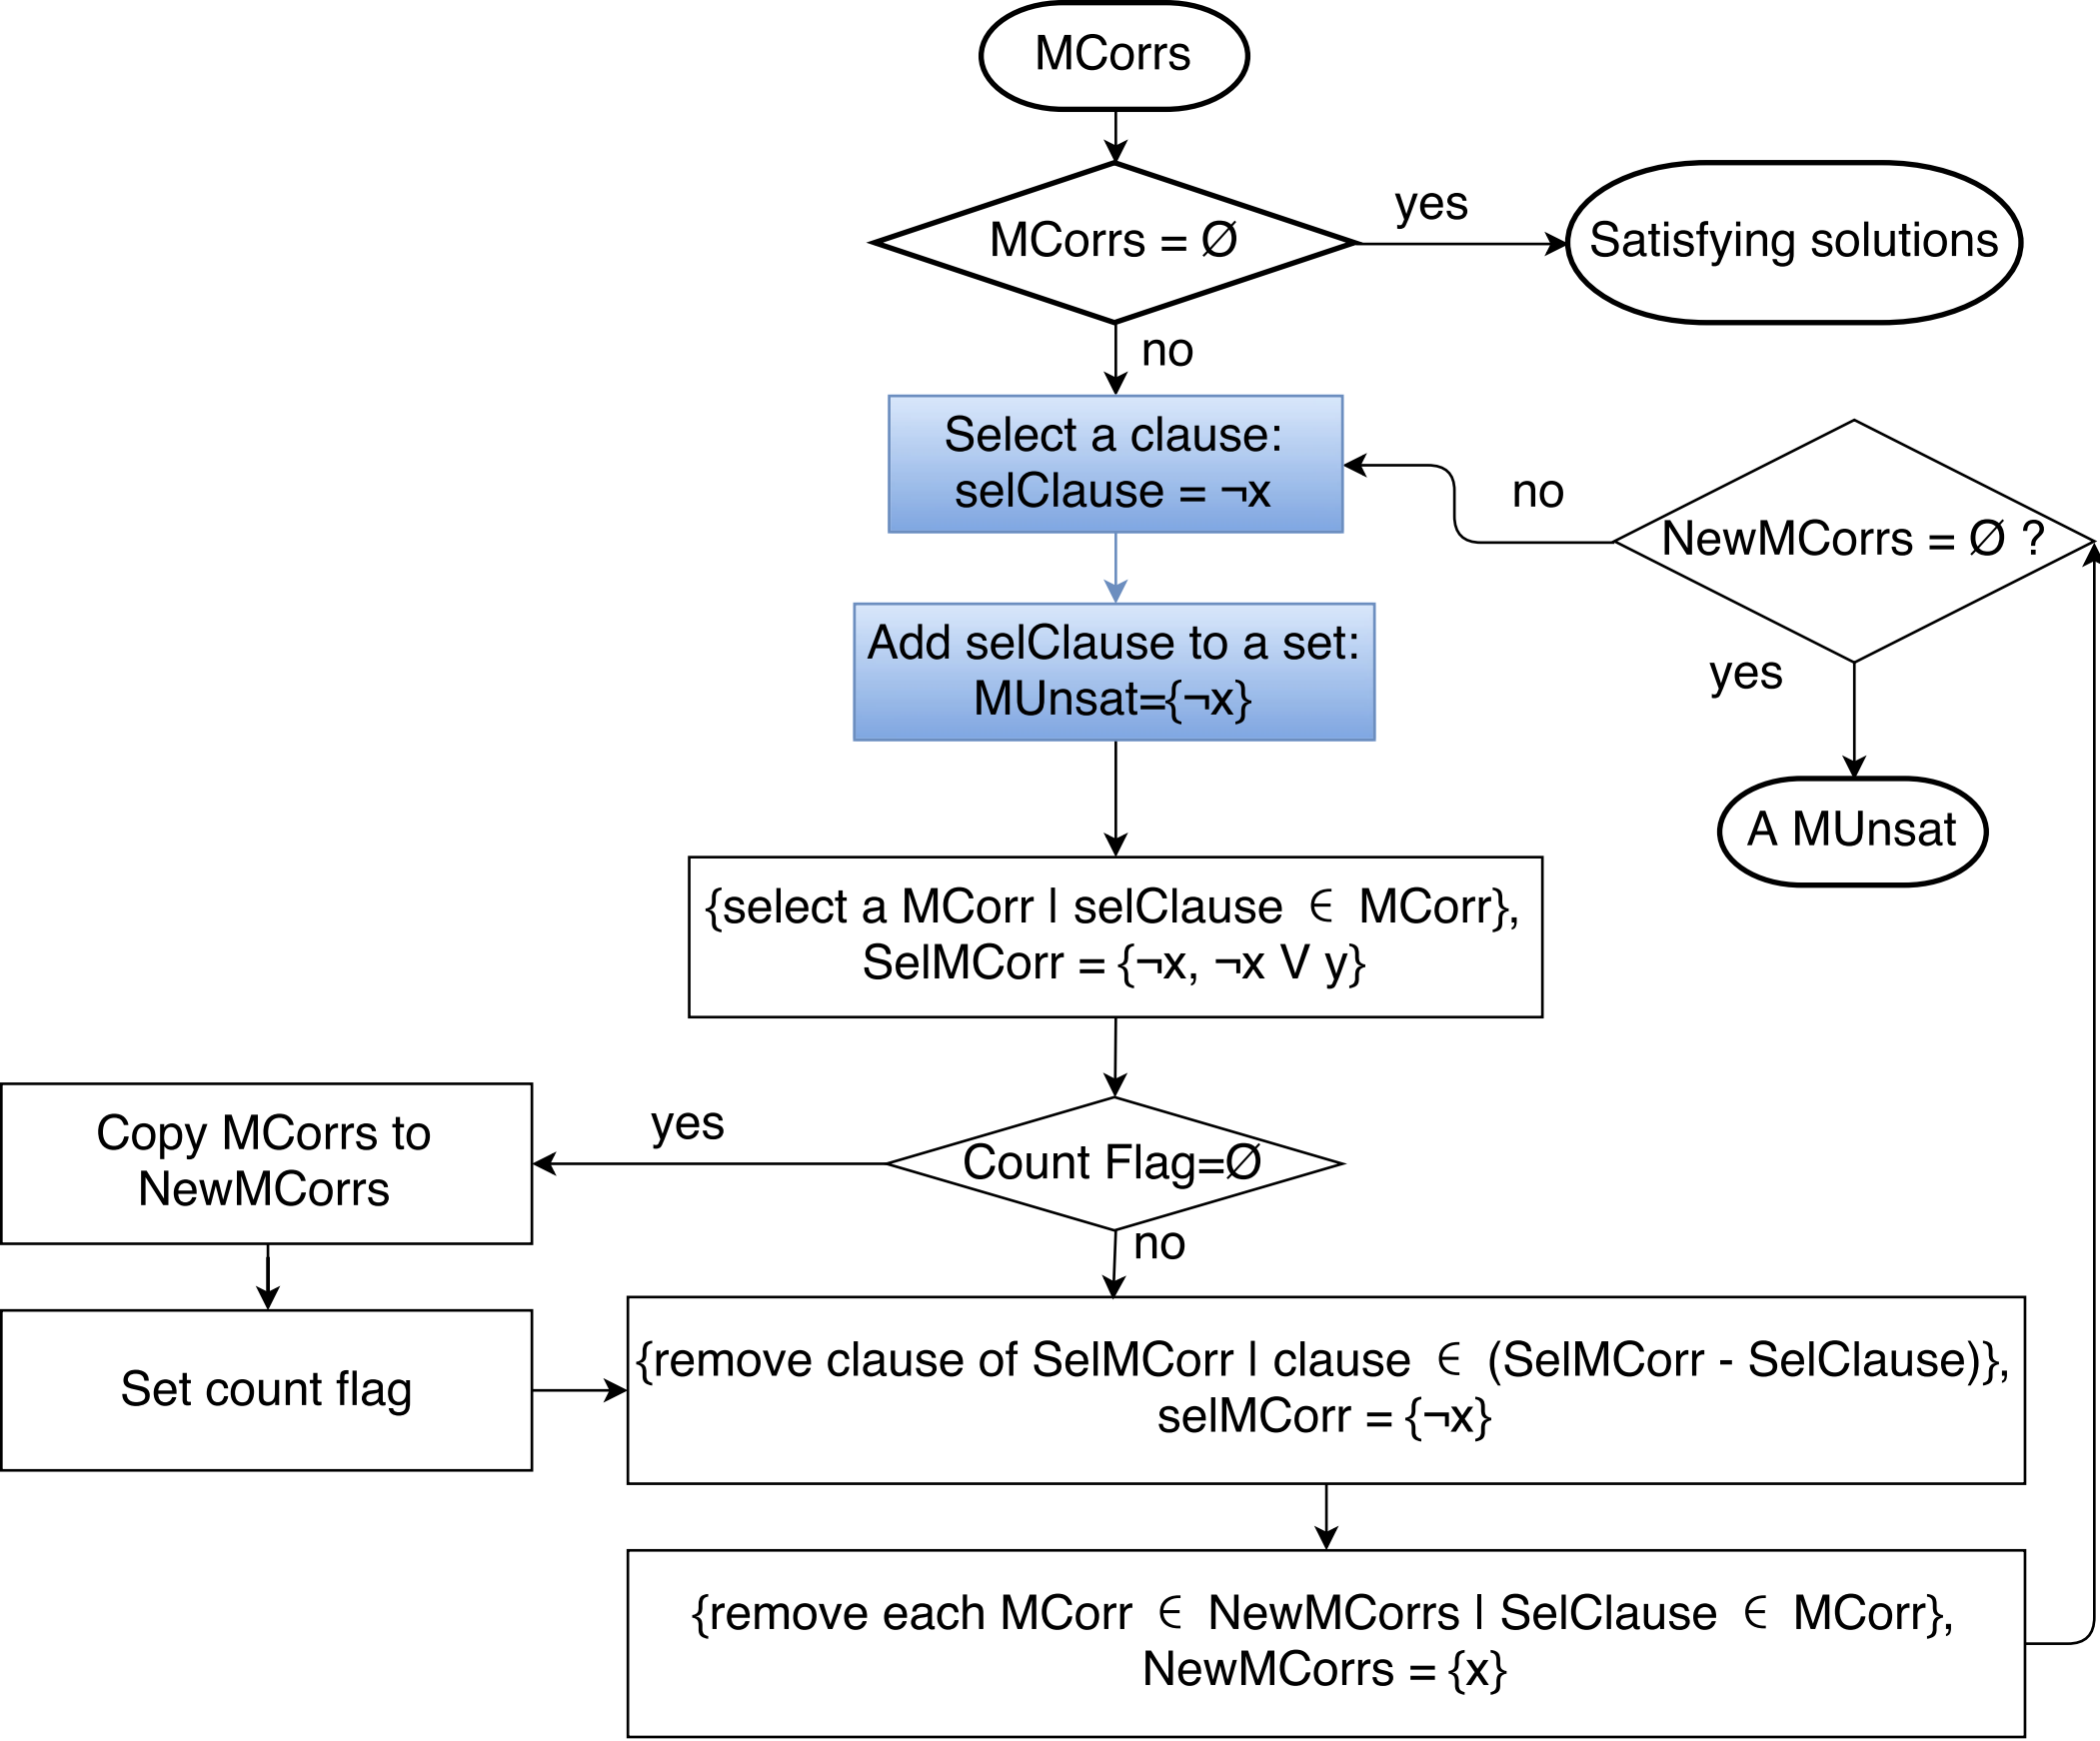 MCorrs
MCorrs = Ø
yes
Satisfying solutions
no
Select a clause:
selClause = ¬x
no
NewMCorrs = Ø ?
Add selClause to a set:
MUnsat={¬x}
yes
A MUnsat
{select a MCorr | selClause ∈ MCorr},
SelMCorr = {¬x, ¬x V y}
Copy MCorrs to
NewMCorrs
yes
Count Flag=Ø
no
Set count flag
{remove clause of SelMCorr | clause ∈ (SelMCorr - SelClause)},
selMCorr = {¬x}
{remove each MCorr ∈ NewMCorrs | SelClause ∈ MCorr},
NewMCorrs = {x}